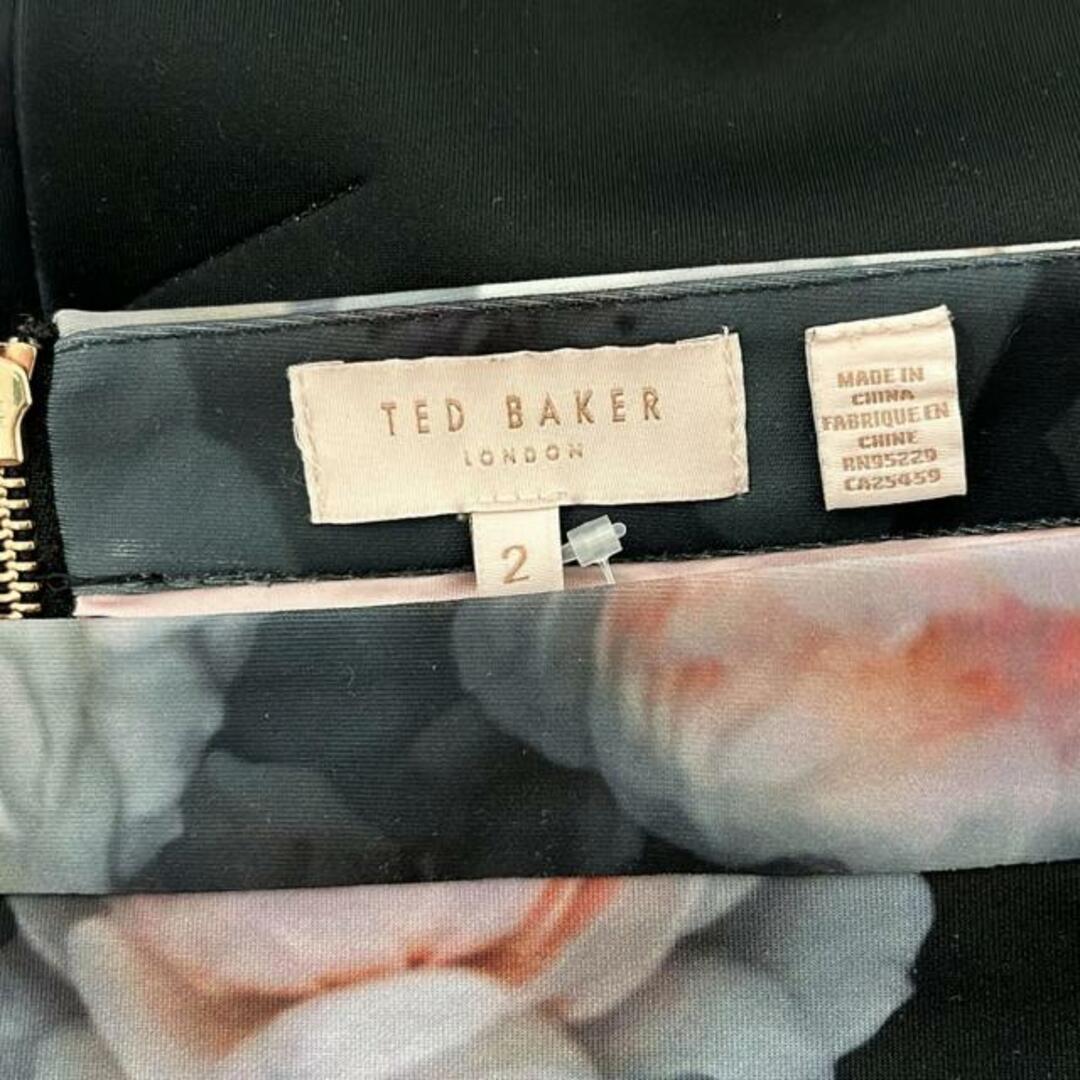 TED BAKER
LONDON
2
MADE IN
CHINA
FABRIQUE EN
CHINE
RN95229
CA25459